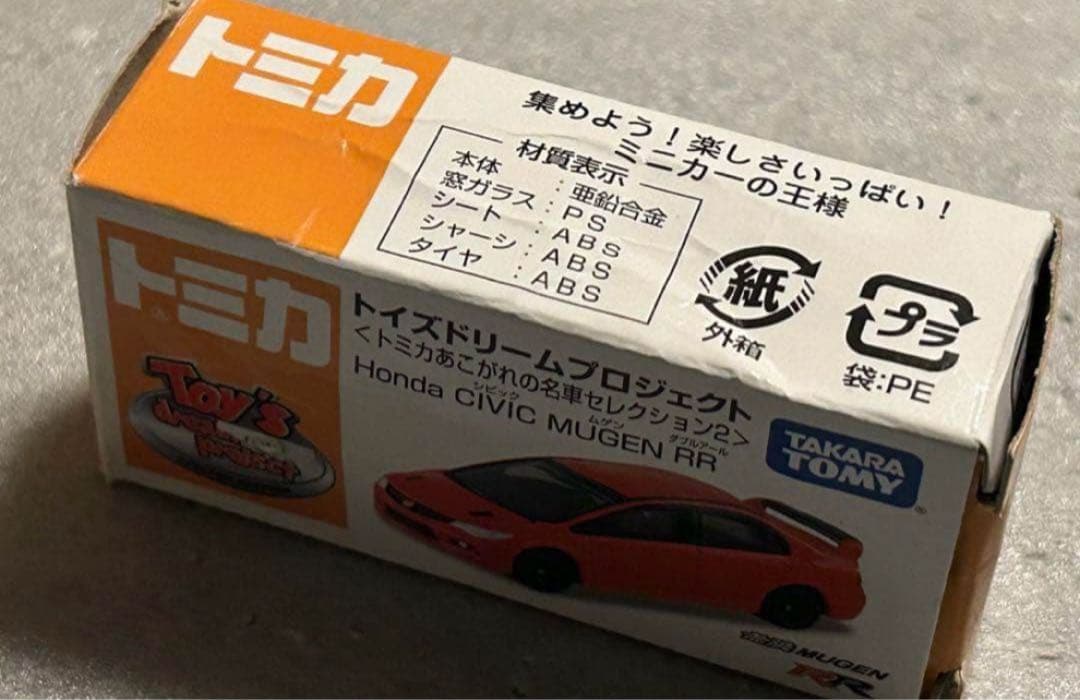 トミカ
集めよう！楽しさいっぱい！
ミニカーの王様
材質表示
本体：亜鉛合金
窓ガラス：PS
シート：ABS
シャーシ：ABS
タイヤ：ABS
紙
外箱
プラ
袋:PE
トミカ
Toy's
dream
project
トイズドリームプロジェクト
＜トミカあこがれの名車セレクション2＞
シビック ムゲン ダブルアール
Honda CIVIC MUGEN RR
TAKARA
TOMY
無限 MUGEN
RR